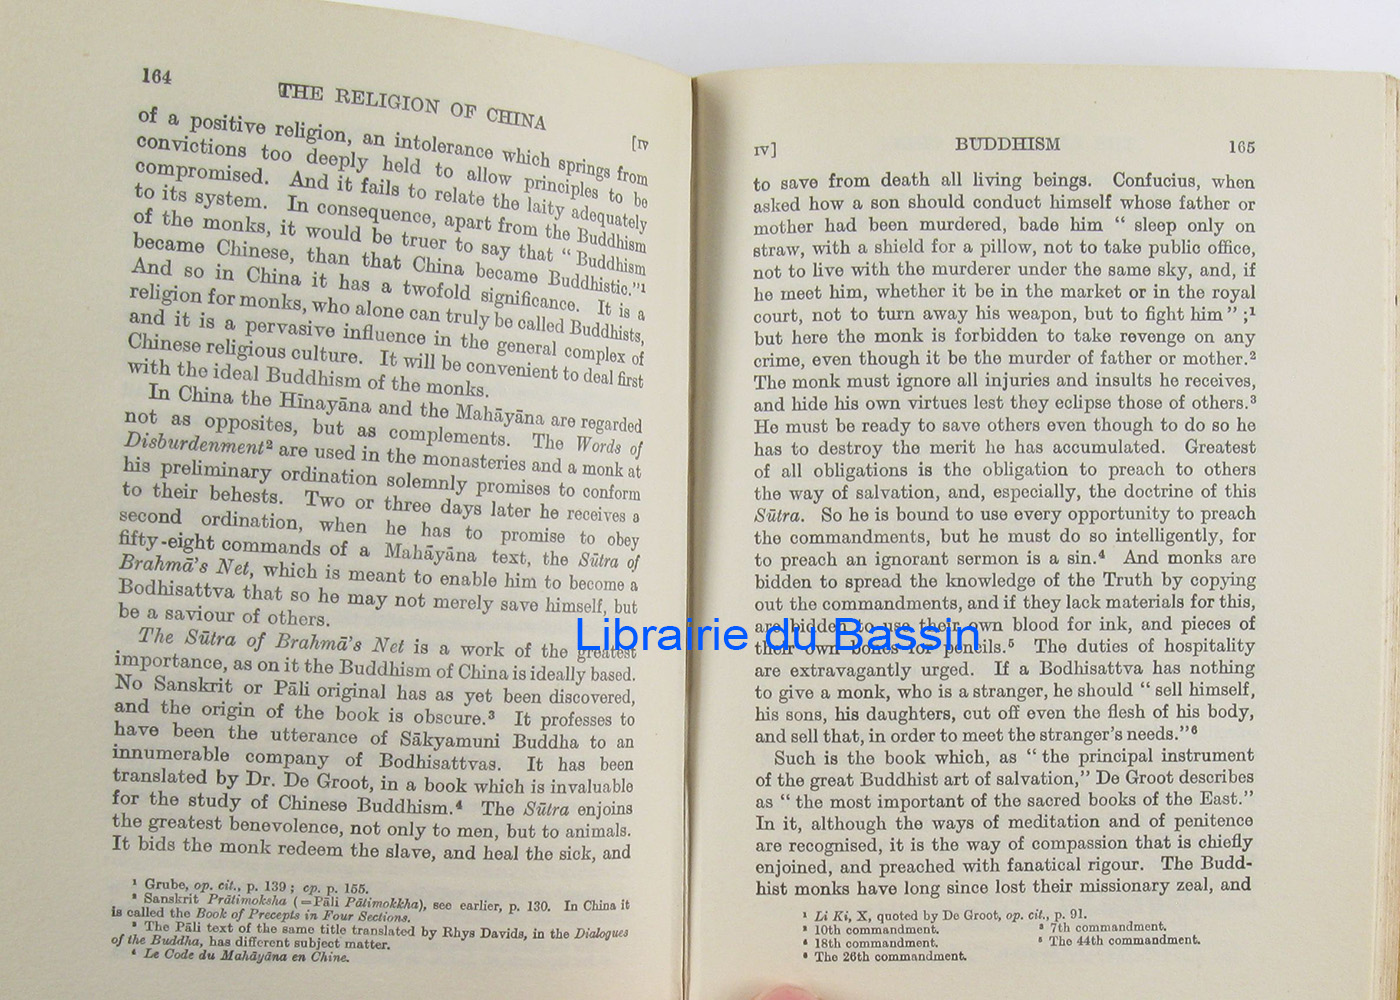 164
THE RELIGION OF CHINA
[IV
of a positive religion, an intolerance which springs from
convictions too deeply held to allow principles to be
compromised. And it fails to relate the laity adequately
to its system. In consequence, apart from the Buddhism
of the monks, it would be truer to say that “ Buddhism
became Chinese, than that China became Buddhistic.”¹
And so in China it has a twofold significance. It is a
religion for monks, who alone can truly be called Buddhists,
and it is a pervasive influence in the general complex of
Chinese religious culture. It will be convenient to deal first
with the ideal Buddhism of the monks.
In China the Hīnayāna and the Mahāyāna are regarded
not as opposites, but as complements. The Words of
Disburdenment² are used in the monasteries and a monk at
his preliminary ordination solemnly promises to conform
to their behests. Two or three days later he receives a
second ordination, when he has to promise to obey
fifty-eight commands of a Mahāyāna text, the Sūtra of
Brahmā's Net, which is meant to enable him to become a
Bodhisattva that so he may not merely save himself, but
be a saviour of others.
The Sūtra of Brahmā's Net is a work of the greatest
importance, as on it the Buddhism of China is ideally based.
No Sanskrit or Pāli original has as yet been discovered,
and the origin of the book is obscure.³ It professes to
have been the utterance of Sākyamuni Buddha to an
innumerable company of Bodhisattvas. It has been
translated by Dr. De Groot, in a book which is invaluable
for the study of Chinese Buddhism.⁴ The Sūtra enjoins
the greatest benevolence, not only to men, but to animals.
It bids the monk redeem the slave, and heal the sick, and
¹ Grube, op. cit., p. 139 ; cp. p. 155.
² Sanskrit Prātimoksha (=Pāli Pātimokkha), see earlier, p. 130. In China it
is called the Book of Precepts in Four Sections.
³ The Pāli text of the same title translated by Rhys Davids, in the Dialogues
of the Buddha, has different subject matter.
⁴ Le Code du Mahāyāna en Chine.
IV]
BUDDHISM
165
to save from death all living beings. Confucius, when
asked how a son should conduct himself whose father or
mother had been murdered, bade him “ sleep only on
straw, with a shield for a pillow, not to take public office,
not to live with the murderer under the same sky, and, if
he meet him, whether it be in the market or in the royal
court, not to turn away his weapon, but to fight him ” ;¹
but here the monk is forbidden to take revenge on any
crime, even though it be the murder of father or mother.²
The monk must ignore all injuries and insults he receives,
and hide his own virtues lest they eclipse those of others.³
He must be ready to save others even though to do so he
has to destroy the merit he has accumulated. Greatest
of all obligations is the obligation to preach to others
the way of salvation, and, especially, the doctrine of this
Sūtra. So he is bound to use every opportunity to preach
the commandments, but he must do so intelligently, for
to preach an ignorant sermon is a sin.⁴ And monks are
bidden to spread the knowledge of the Truth by copying
out the commandments, and if they lack materials for this,
are bidden to use their own blood for ink, and pieces of
their own bones for pencils.⁵ The duties of hospitality
are extravagantly urged. If a Bodhisattva has nothing
to give a monk, who is a stranger, he should “ sell himself,
his sons, his daughters, cut off even the flesh of his body,
and sell that, in order to meet the stranger's needs.”⁶
Such is the book which, as “ the principal instrument
of the great Buddhist art of salvation,” De Groot describes
as “ the most important of the sacred books of the East.”
In it, although the ways of meditation and of penitence
are recognised, it is the way of compassion that is chiefly
enjoined, and preached with fanatical rigour. The Budd-
hist monks have long since lost their missionary zeal, and
¹ Li Ki, X, quoted by De Groot, op. cit., p. 91.
² 10th commandment. ³ 7th commandment.
⁴ 18th commandment. ⁵ The 44th commandment.
⁶ The 26th commandment.
Librairie du Bassin